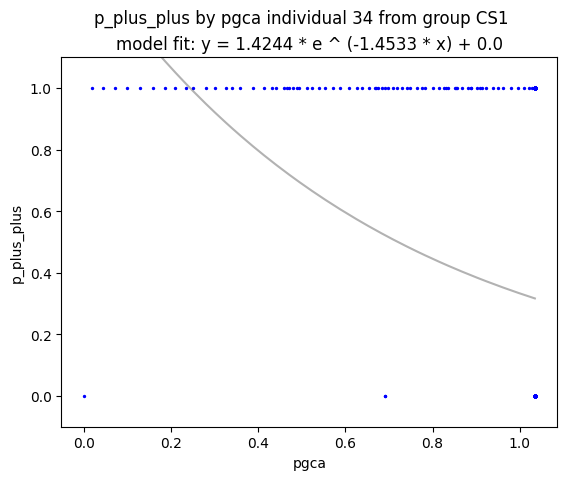 p_plus_plus by pgca individual 34 from group CS1
model fit: y = 1.4244 * e ^ (-1.4533 * x) + 0.0
1.0
0.8
0.6
0.4
0.2
0.0
p_plus_plus
0.0 0.2 0.4 0.6 0.8 1.0
pgca